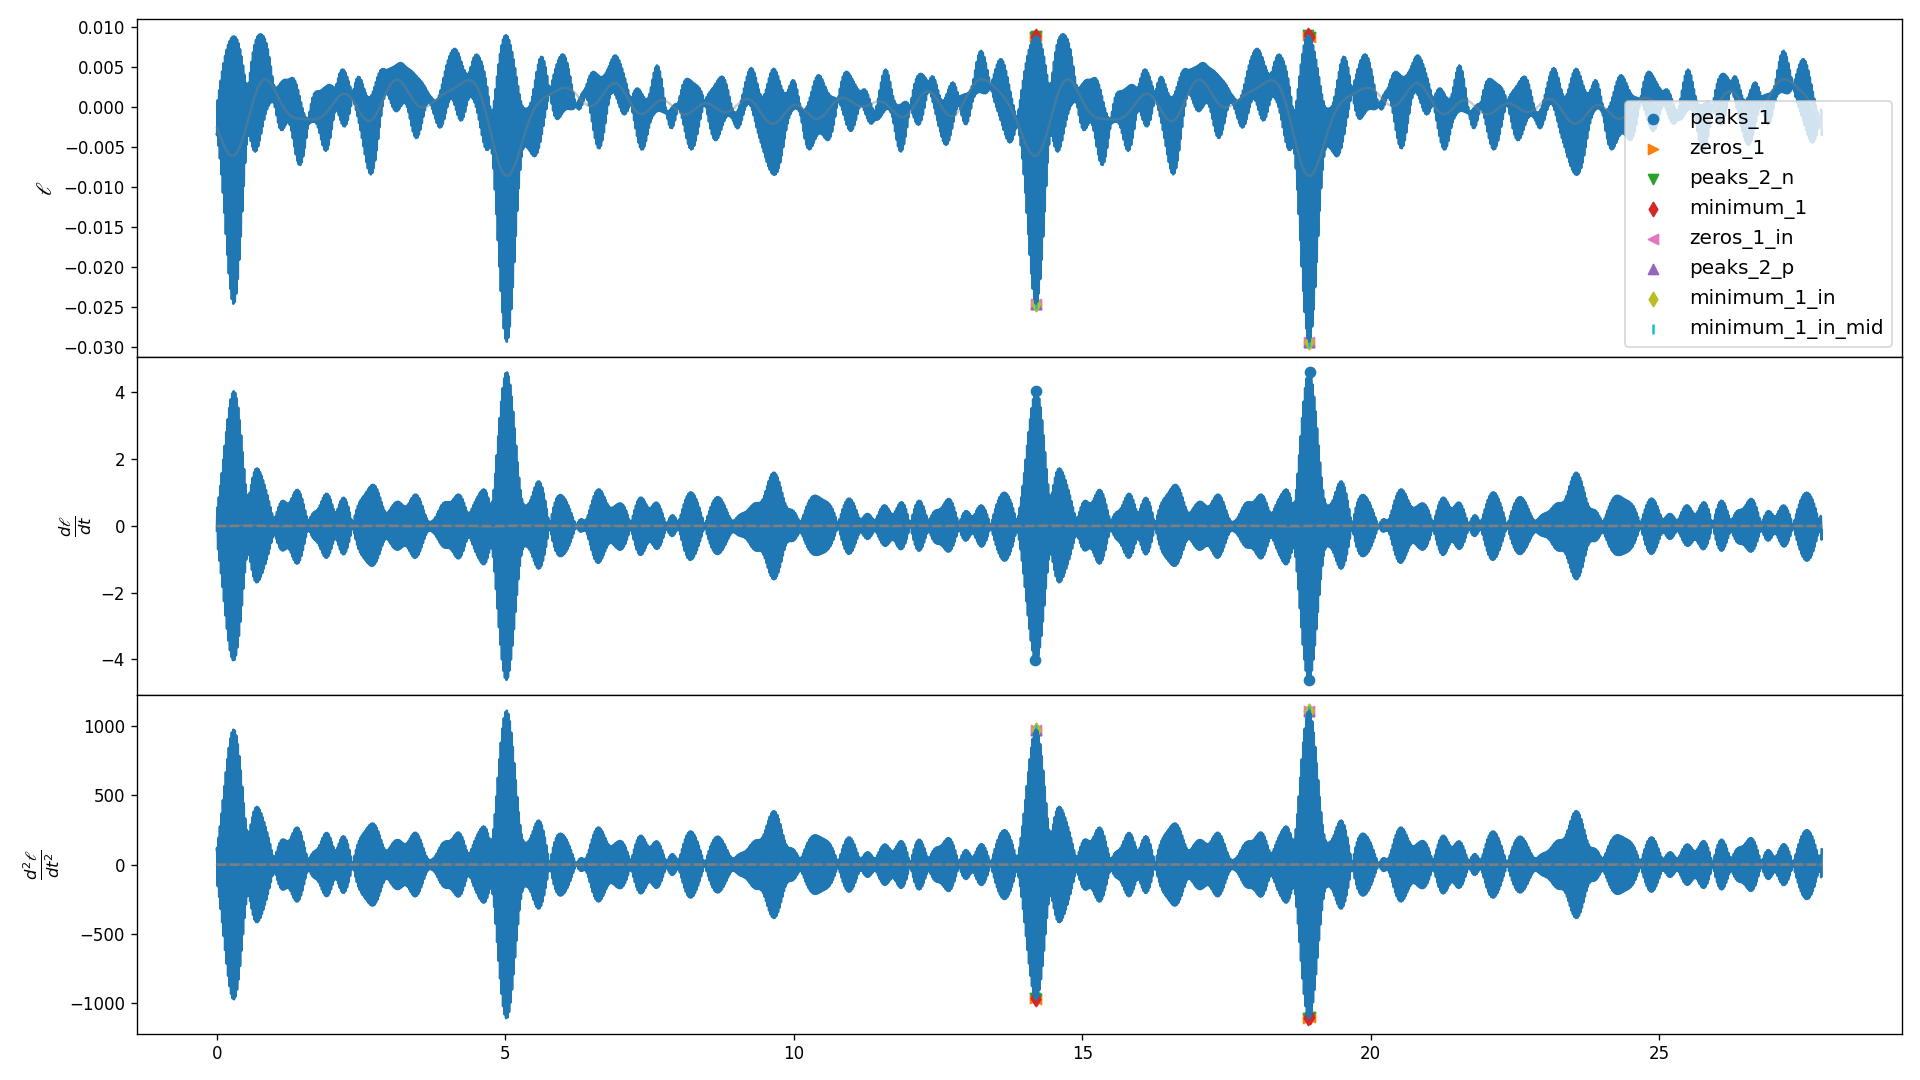 0.010
0.005
0.000
−0.005
−0.010
−0.015
−0.020
−0.025
−0.030
ℓ
peaks_1
zeros_1
peaks_2_n
minimum_1
zeros_1_in
peaks_2_p
minimum_1_in
minimum_1_in_mid
4
2
0
−2
−4
dℓ
dt
1000
500
0
−500
−1000
d²ℓ
dt²
0 5 10 15 20 25